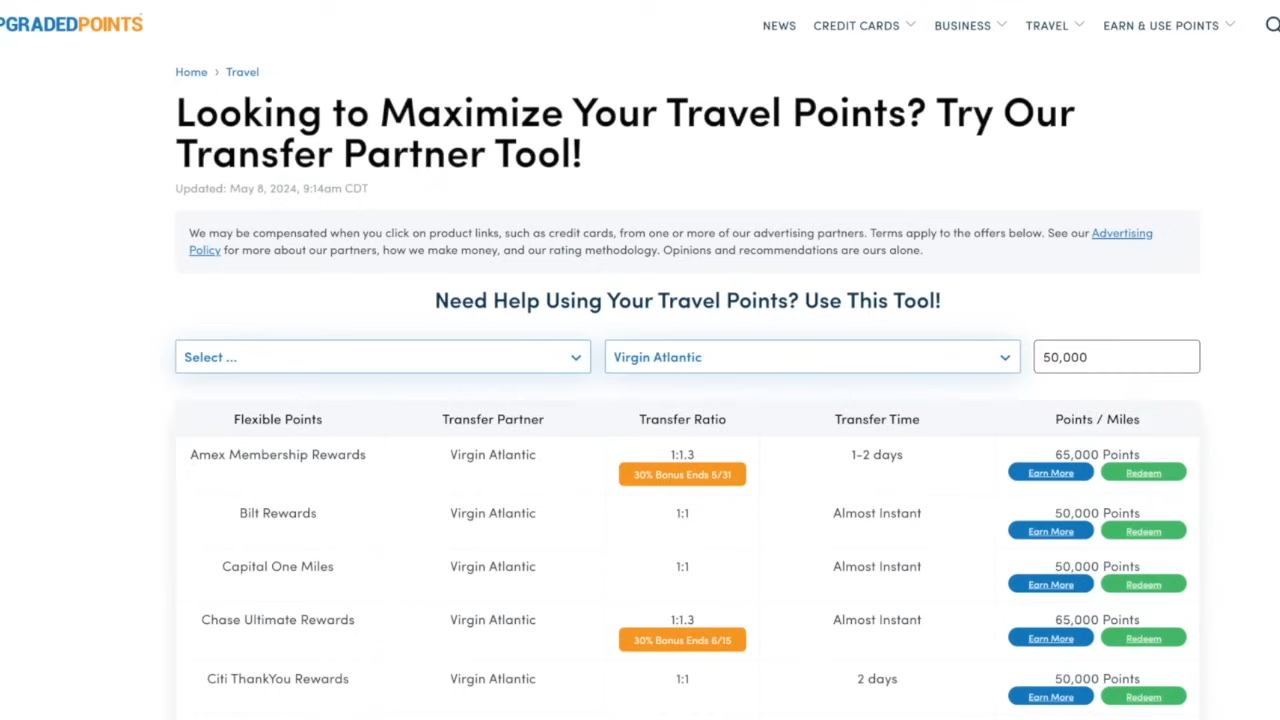 PGRADEDPOINTS
NEWS CREDIT CARDS BUSINESS TRAVEL EARN & USE POINTS
Home › Travel
Looking to Maximize Your Travel Points? Try Our
Transfer Partner Tool!
Updated: May 8, 2024, 9:14am CDT
We may be compensated when you click on product links, such as credit cards, from one or more of our advertising partners. Terms apply to the offers below. See our Advertising
Policy for more about our partners, how we make money, and our rating methodology. Opinions and recommendations are ours alone.
Need Help Using Your Travel Points? Use This Tool!
Select ... Virgin Atlantic 50,000
Flexible Points Transfer Partner Transfer Ratio Transfer Time Points / Miles
Amex Membership Rewards Virgin Atlantic 1:1.3 1-2 days 65,000 Points
30% Bonus Ends 5/31 Earn More Redeem
Bilt Rewards Virgin Atlantic 1:1 Almost Instant 50,000 Points
Earn More Redeem
Capital One Miles Virgin Atlantic 1:1 Almost Instant 50,000 Points
Earn More Redeem
Chase Ultimate Rewards Virgin Atlantic 1:1.3 Almost Instant 65,000 Points
30% Bonus Ends 6/15 Earn More Redeem
Citi ThankYou Rewards Virgin Atlantic 1:1 2 days 50,000 Points
Earn More Redeem